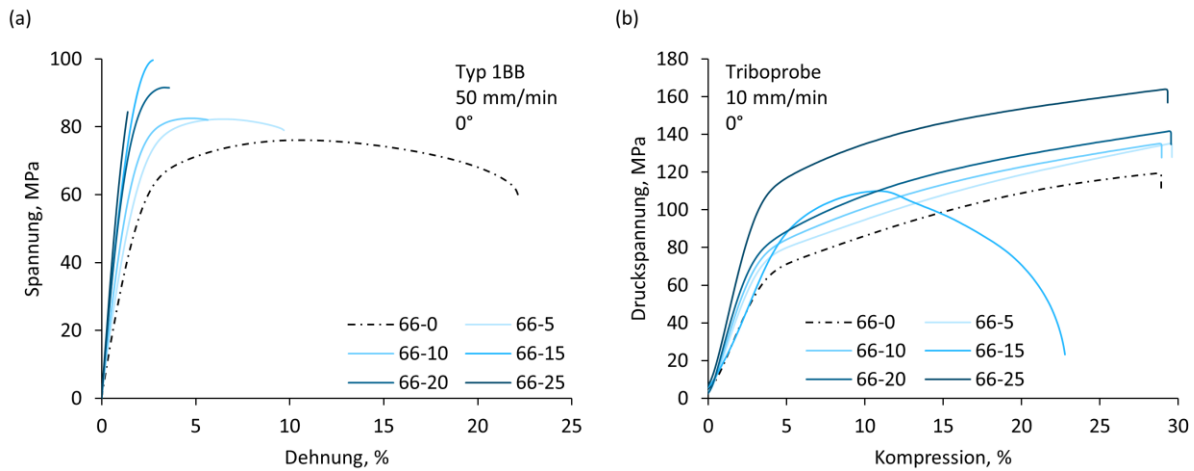 (a)
Spannung, MPa
100
80
60
40
20
0
0 5 10 15 20 25
Dehnung, %
Typ 1BB
50 mm/min
0°
66-0 66-5
66-10 66-15
66-20 66-25
(b)
Druckspannung, MPa
180
160
140
120
100
80
60
40
20
0
0 5 10 15 20 25 30
Kompression, %
Triboprobe
10 mm/min
0°
66-0 66-5
66-10 66-15
66-20 66-25